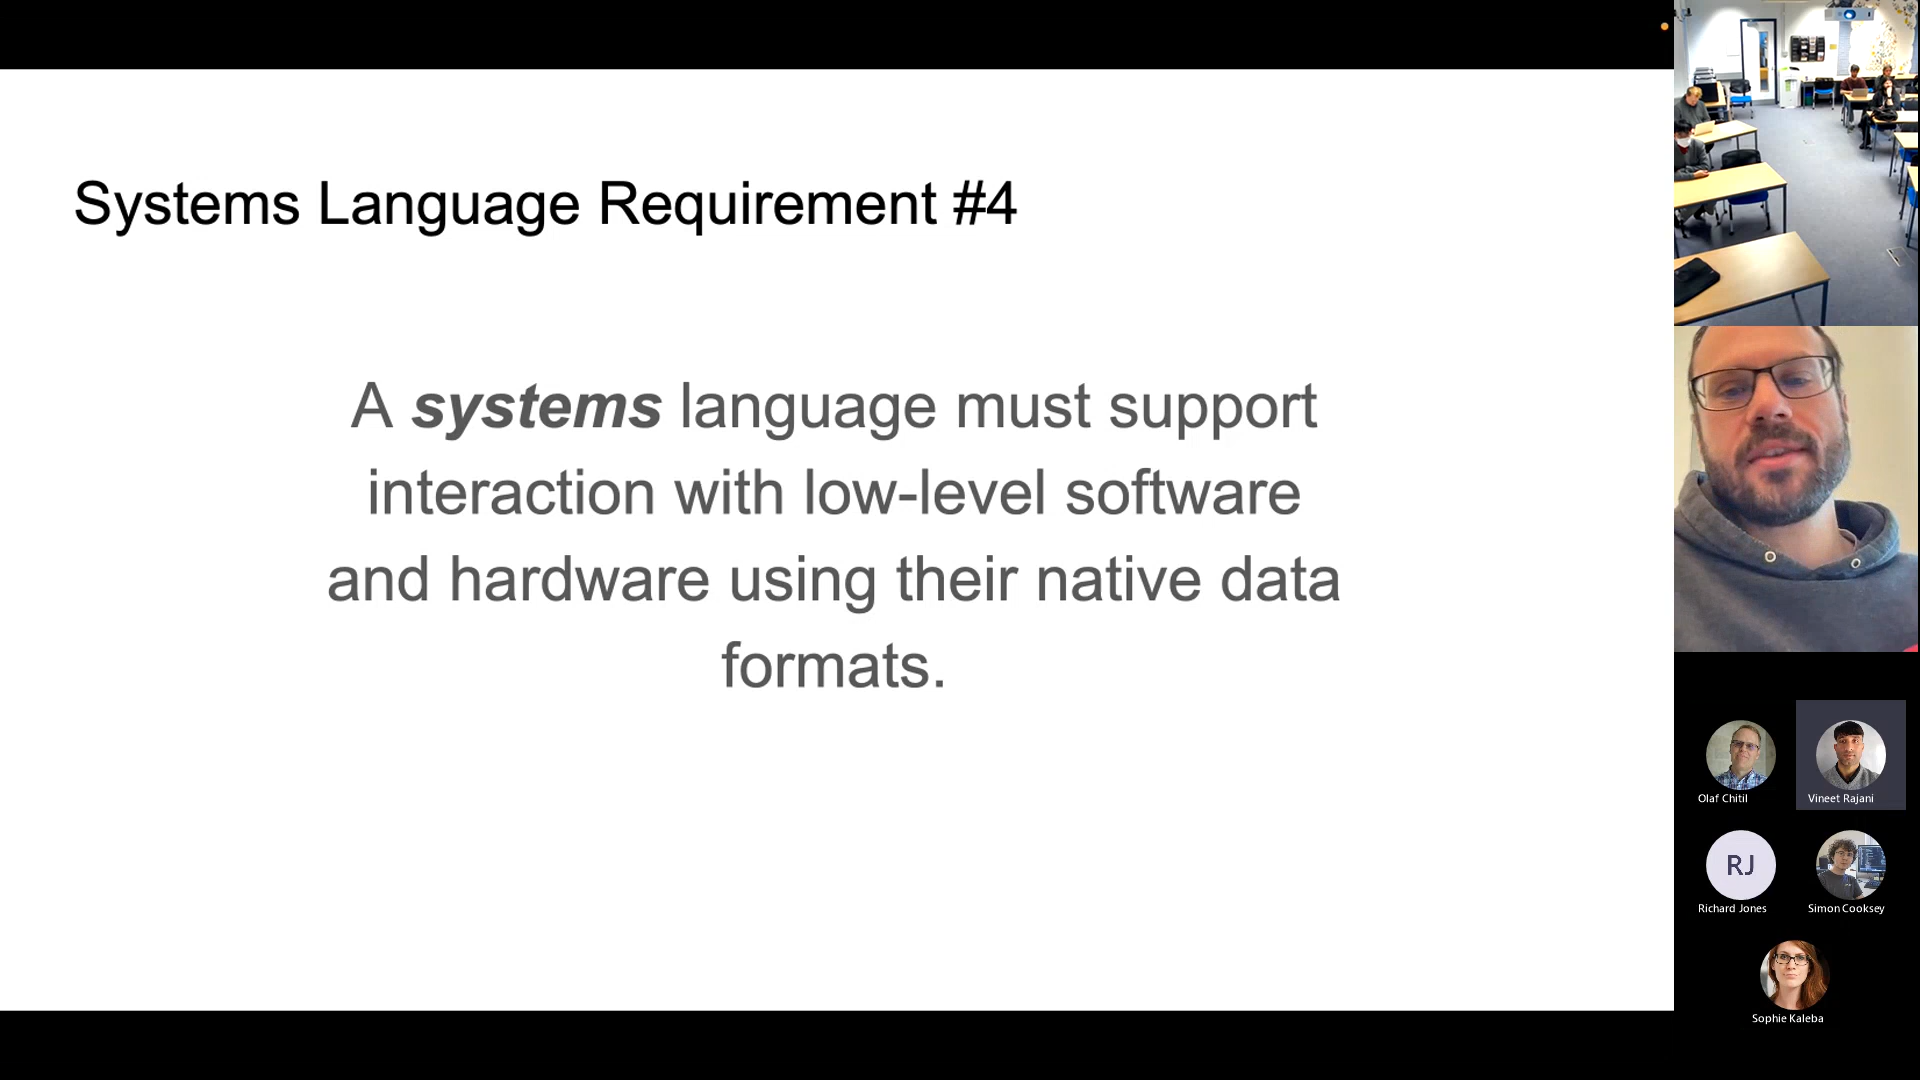 Systems Language Requirement #4
A systems language must support
interaction with low-level software
and hardware using their native data
formats.
Olaf Chitil
Vineet Rajani
RJ
Richard Jones
Simon Cooksey
Sophie Kaleba